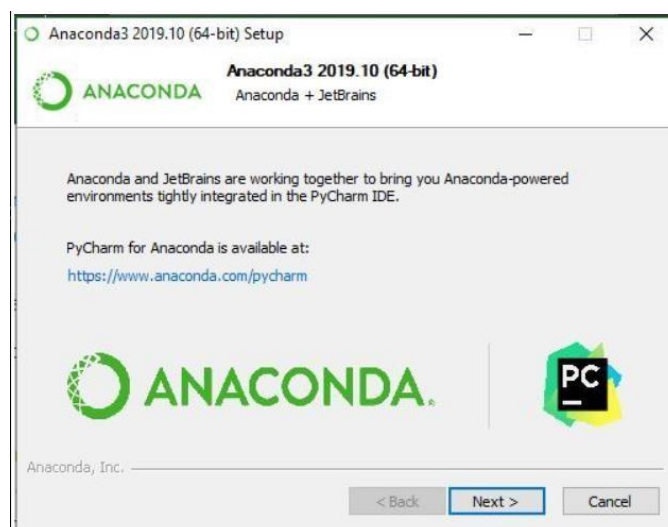 Anaconda3 2019.10 (64-bit) Setup
Anaconda3 2019.10 (64-bit)
ANACONDA
Anaconda + JetBrains
Anaconda and JetBrains are working together to bring you Anaconda-powered
environments tightly integrated in the PyCharm IDE.
PyCharm for Anaconda is available at:
https://www.anaconda.com/pycharm
ANACONDA.
PC
Anaconda, Inc.
< Back Next > Cancel